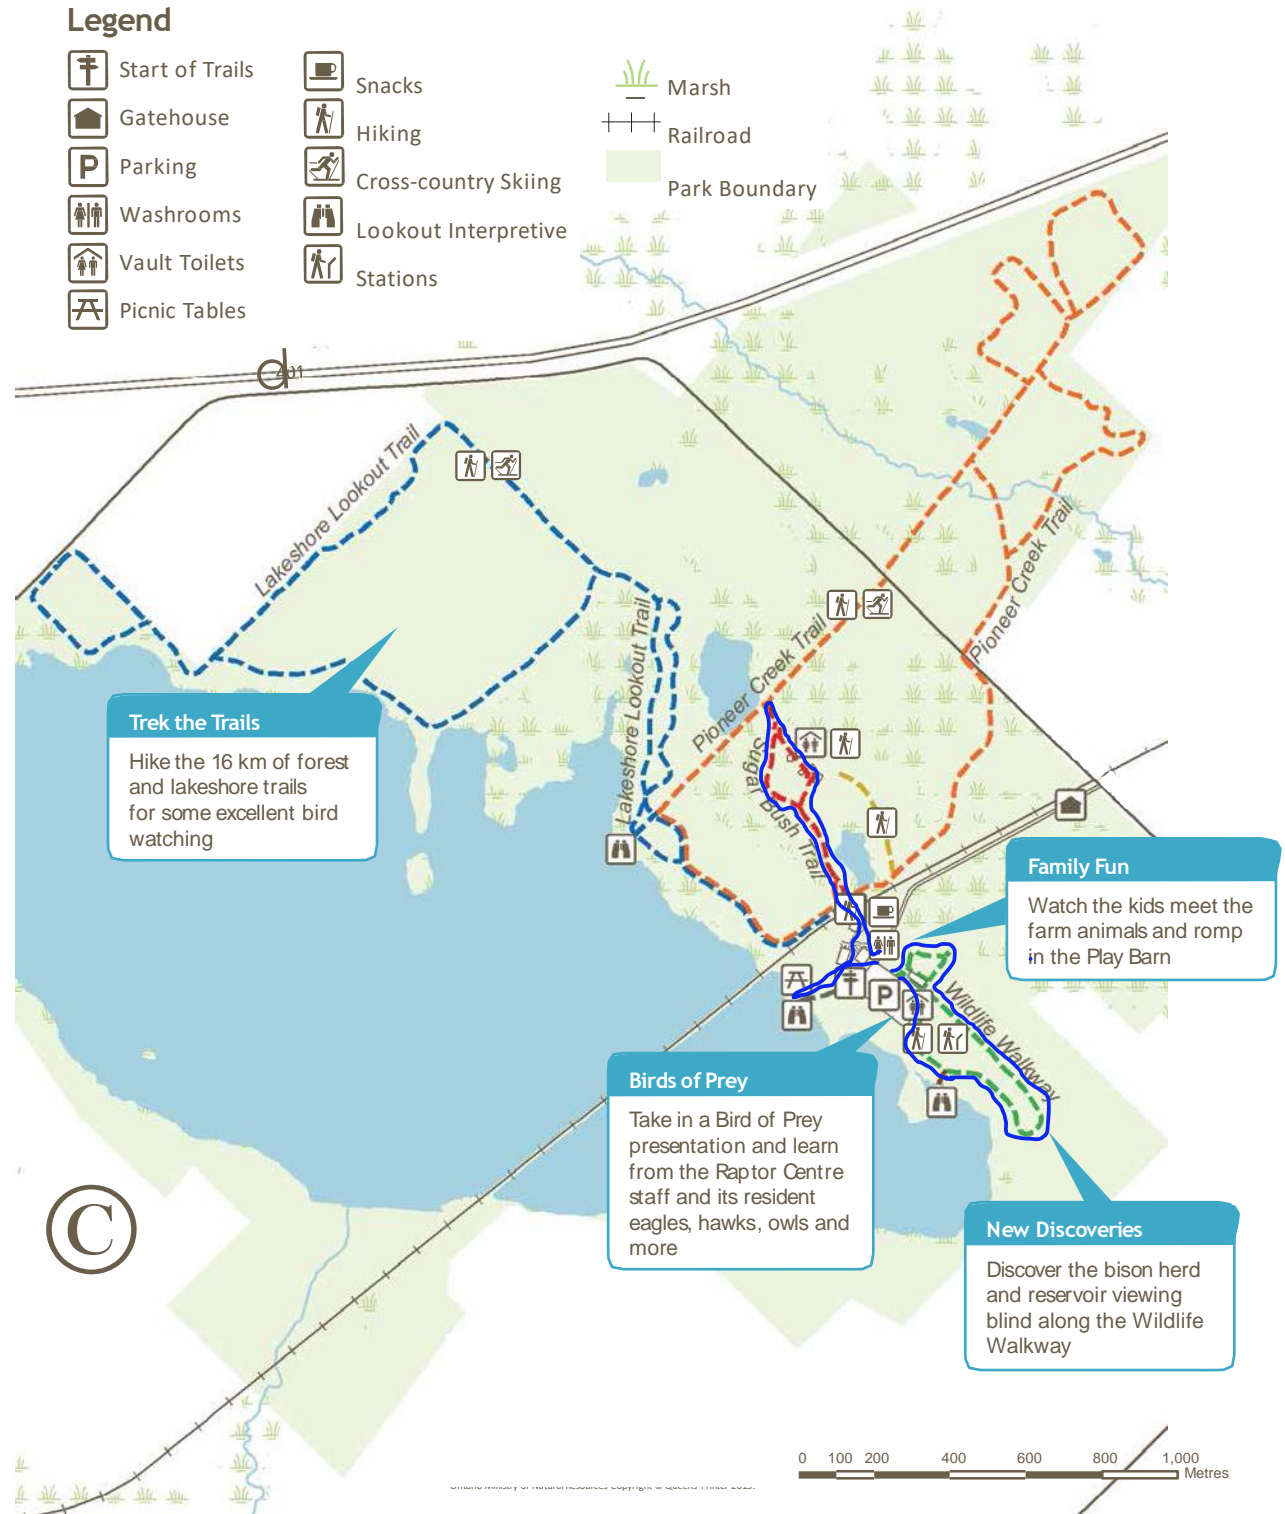 Legend
Start of Trails
Gatehouse
P
Parking
Washrooms
Vault Toilets
Picnic Tables
Snacks
Hiking
Cross-country Skiing
Lookout Interpretive
Stations
Marsh
Railroad
Park Boundary
401
Lakeshore Lookout Trail
Pioneer Creek Trail
Lakeshore Lookout Trail
Pioneer Creek Trail
Sugar Bush Trail
Trek the Trails
Hike the 16 km of forest
and lakeshore trails
for some excellent bird
watching
Family Fun
Watch the kids meet the
farm animals and romp
in the Play Barn
P
Wildlife Walkway
Birds of Prey
Take in a Bird of Prey
presentation and learn
from the Raptor Centre
staff and its resident
eagles, hawks, owls and
more
©
New Discoveries
Discover the bison herd
and reservoir viewing
blind along the Wildlife
Walkway
0 100 200 400 600 800 1,000
Metres